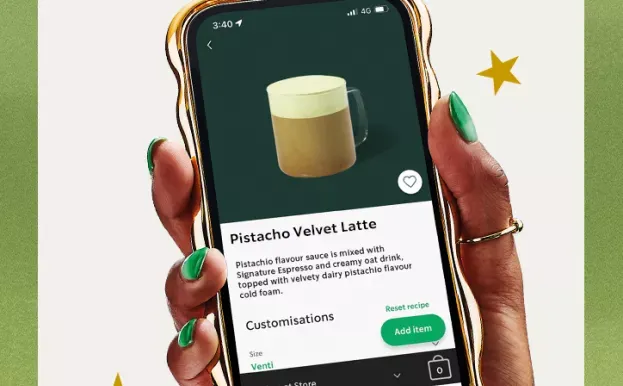 3:40
4G
Pistacho Velvet Latte
Pistachio flavour sauce is mixed with
Signature Espresso and creamy oat drink,
topped with velvety dairy pistachio flavour
cold foam.
Customisations
Reset recipe
Add item
Size
Venti
Store
0